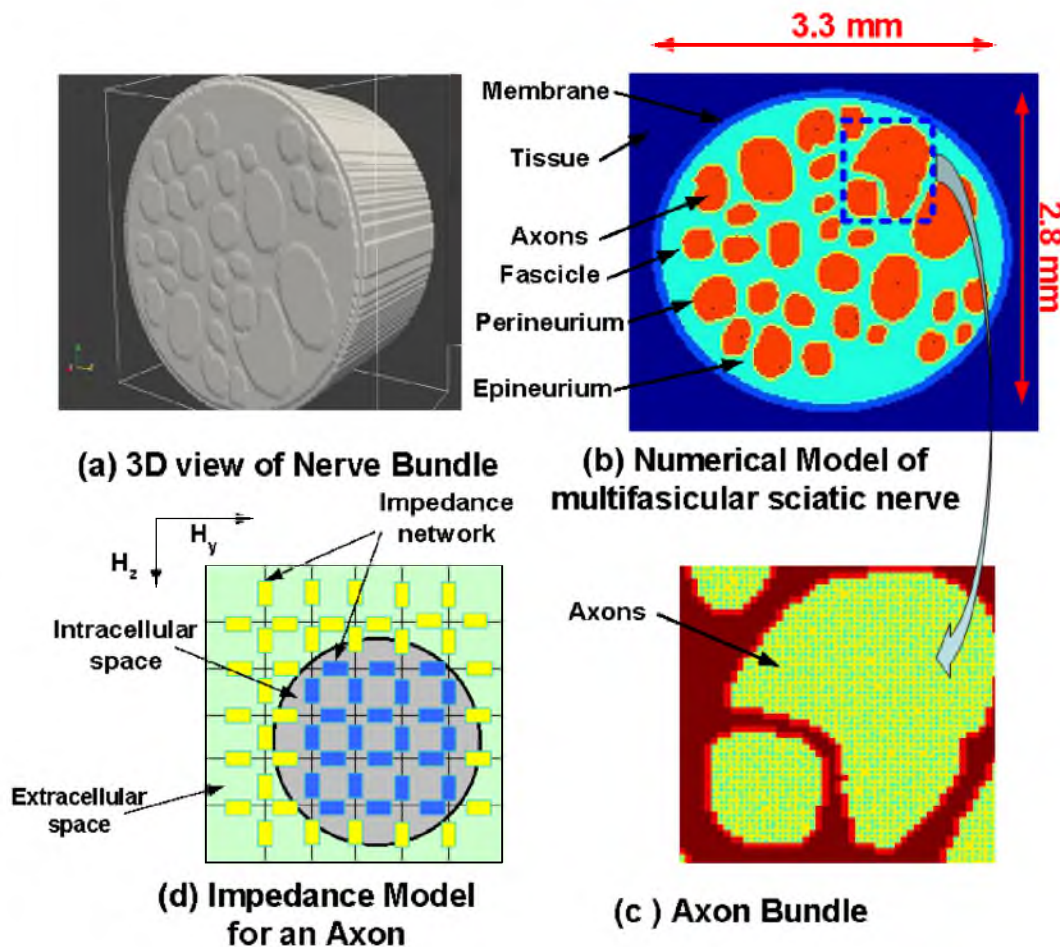 3.3 mm
Membrane
Tissue
Axons
Fascicle
Perineurium
Epineurium
2.8 mm
(a) 3D view of Nerve Bundle
(b) Numerical Model of
multifasicular sciatic nerve
Impedance
network
Hy
Hz
Intracellular
space
Extracellular
space
Axons
(d) Impedance Model
for an Axon
(c ) Axon Bundle